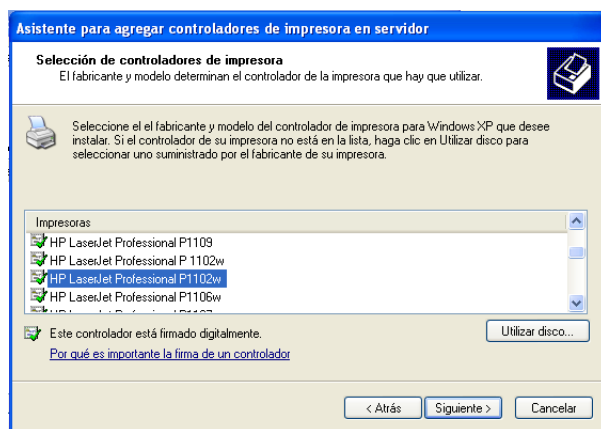 Asistente para agregar controladores de impresora en servidor
Selección de controladores de impresora
El fabricante y modelo determinan el controlador de la impresora que hay que utilizar.
Seleccione el el fabricante y modelo del controlador de impresora para Windows XP que desee
instalar. Si el controlador de su impresora no está en la lista, haga clic en Utilizar disco para
seleccionar uno suministrado por el fabricante de su impresora.
Impresoras
HP LaserJet Professional P1109
HP LaserJet Professional P 1102w
HP LaserJet Professional P1102w
HP LaserJet Professional P1106w
Este controlador está firmado digitalmente.
Utilizar disco...
Por qué es importante la firma de un controlador
< Atrás
Siguiente >
Cancelar